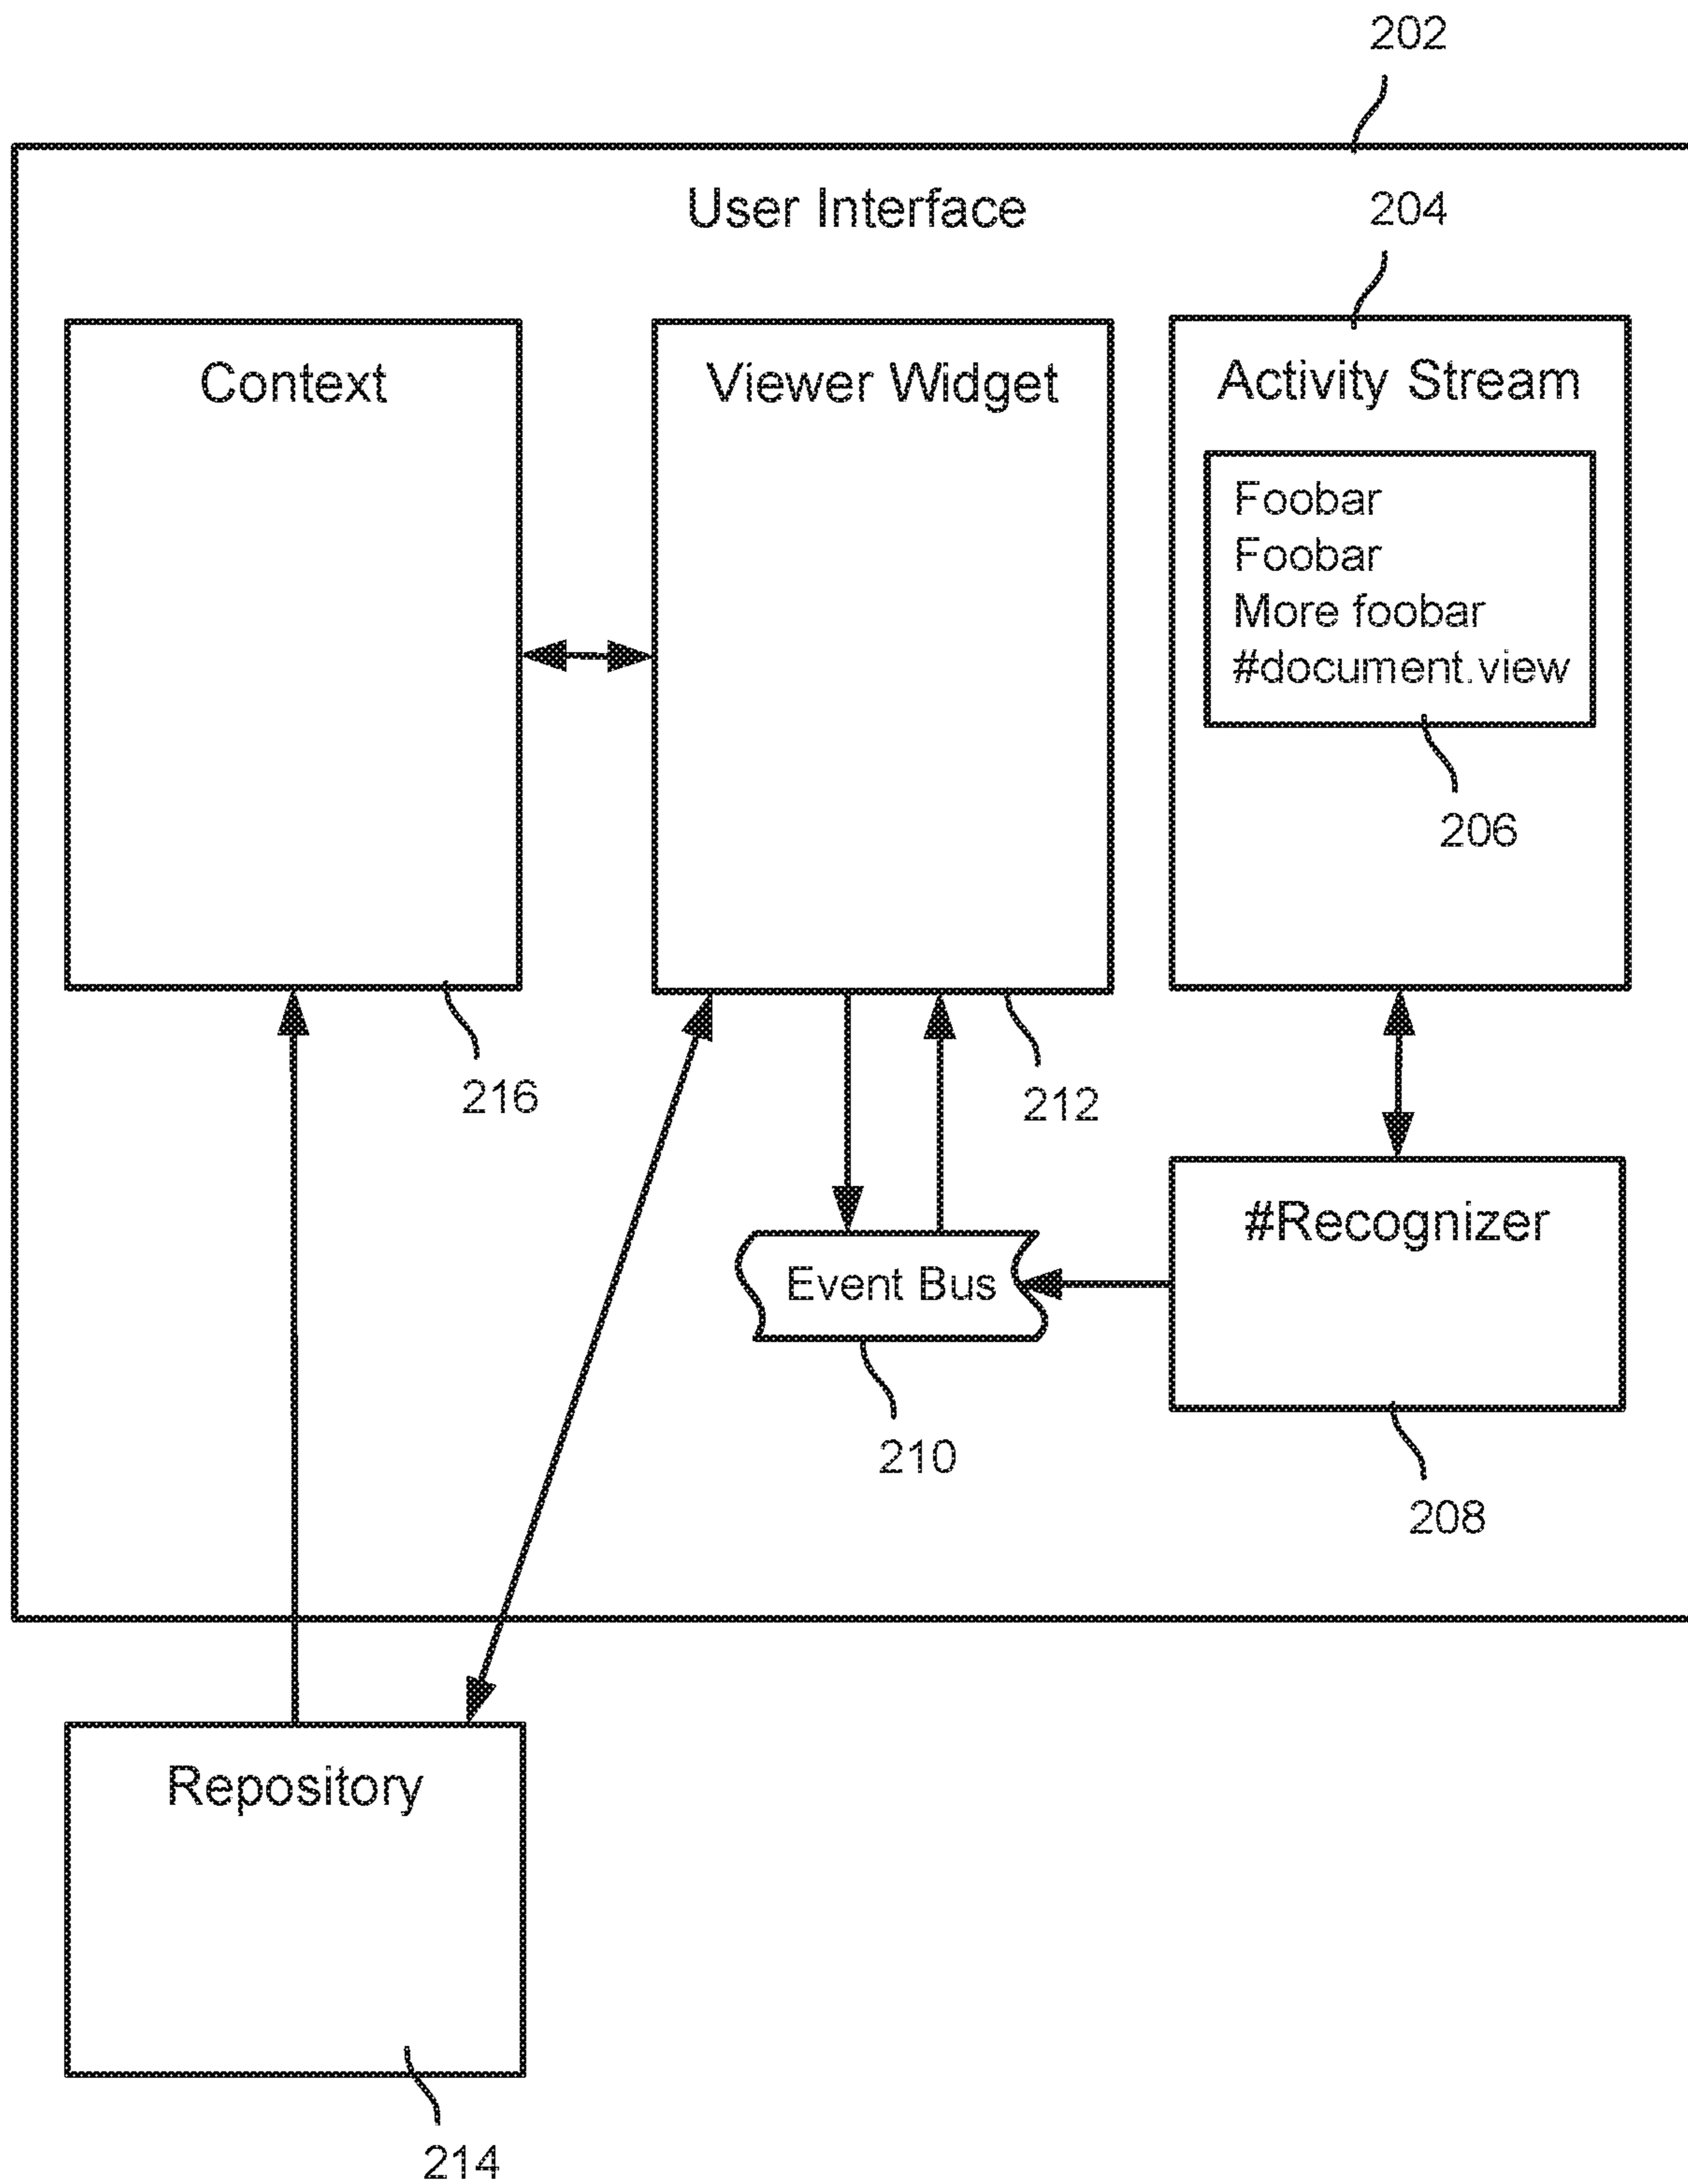 202
User Interface
204
Context
Viewer Widget
Activity Stream
Foobar
Foobar
More foobar
#document.view
206
216
212
#Recognizer
Event Bus
210
208
Repository
214